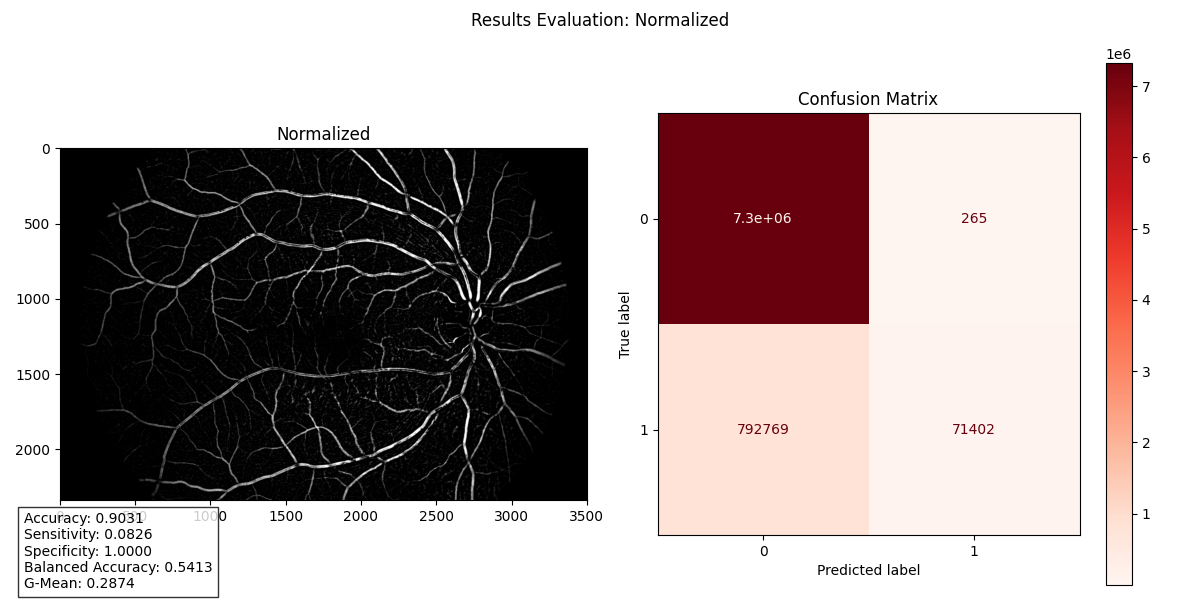 Results Evaluation: Normalized
Normalized
0
500
1000
1500
2000
0 500 1000 1500 2000 2500 3000 3500
Accuracy: 0.9031
Sensitivity: 0.0826
Specificity: 1.0000
Balanced Accuracy: 0.5413
G-Mean: 0.2874
Confusion Matrix
True label
0
1
7.3e+06 265
792769 71402
0 1
Predicted label
1e6
7
6
5
4
3
2
1